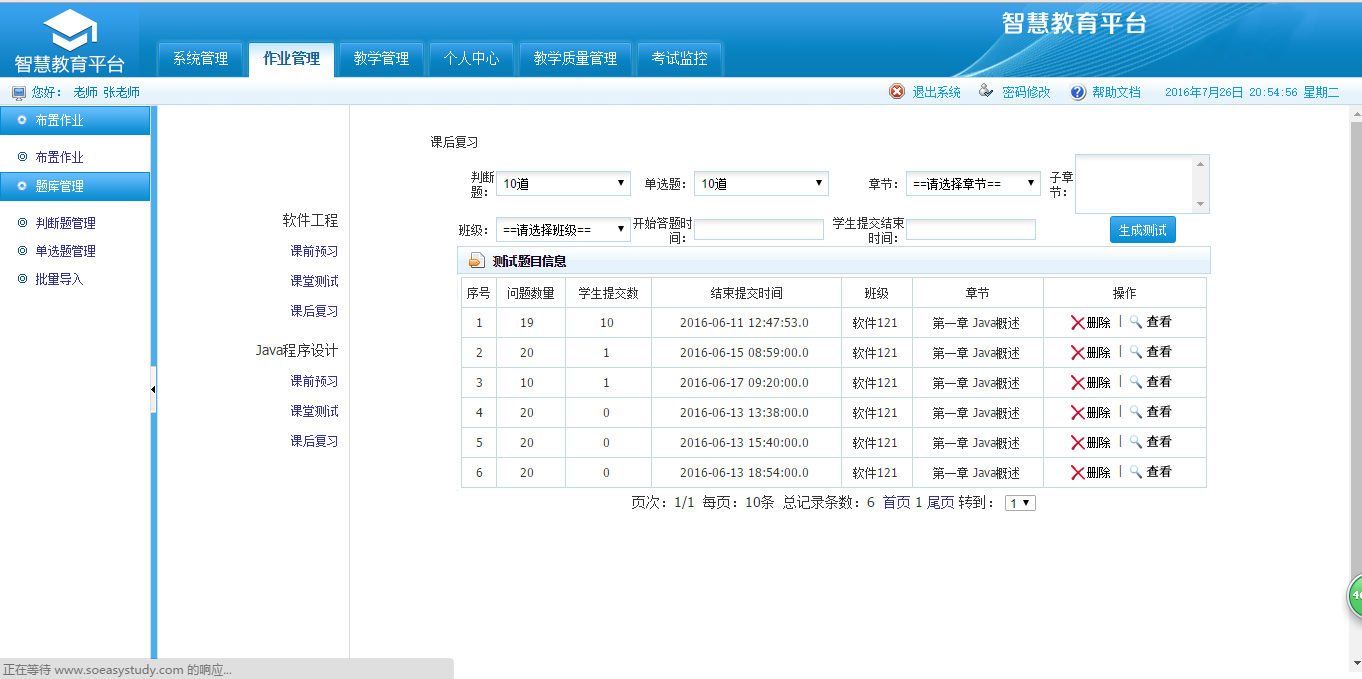 智慧教育平台
智慧教育平台
系统管理 作业管理 教学管理 个人中心 教学质量管理 考试监控
您好: 老师 张老师 退出系统 密码修改 帮助文档 2016年7月26日 20:54:56 星期二
布置作业
布置作业
题库管理
判断题管理
单选题管理
批量导入
软件工程
课前预习
课堂测试
课后复习
Java程序设计
课前预习
课堂测试
课后复习
课后复习
判断题: 10道 单选题: 10道 章节: ==请选择章节== 子章节:
班级: ==请选择班级== 开始答题时间: 学生提交结束时间: 生成测试
测试题目信息
序号 问题数量 学生提交数 结束提交时间 班级 章节 操作
1 19 10 2016-06-11 12:47:53.0 软件121 第一章 Java概述 删除 | 查看
2 20 1 2016-06-15 08:59:00.0 软件121 第一章 Java概述 删除 | 查看
3 10 1 2016-06-17 09:20:00.0 软件121 第一章 Java概述 删除 | 查看
4 20 0 2016-06-13 13:38:00.0 软件121 第一章 Java概述 删除 | 查看
5 20 0 2016-06-13 15:40:00.0 软件121 第一章 Java概述 删除 | 查看
6 20 0 2016-06-13 18:54:00.0 软件121 第一章 Java概述 删除 | 查看
页次: 1/1 每页: 10条 总记录条数: 6 首页 1 尾页 转到: 1
正在等待 www.soeasystudy.com 的响应...